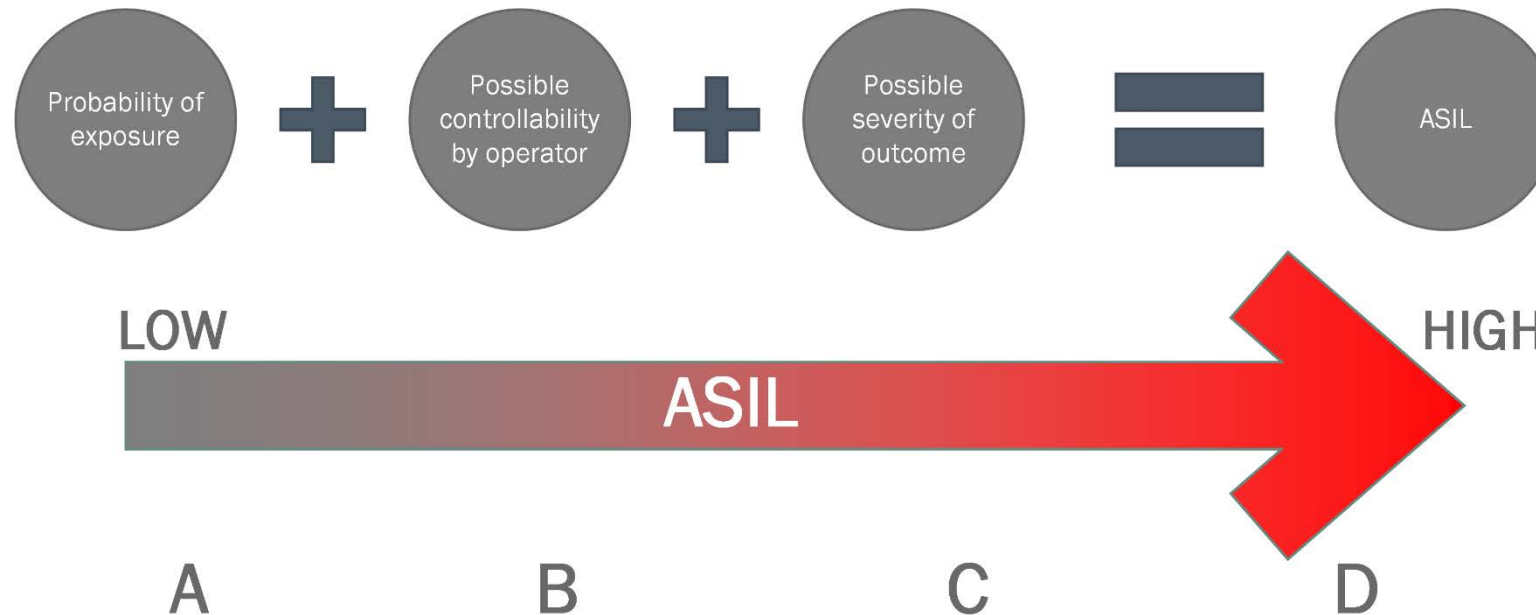 Probability of
exposure
Possible
controllability
by operator
Possible
severity of
outcome
ASIL
LOW
HIGH
ASIL
A
B
C
D